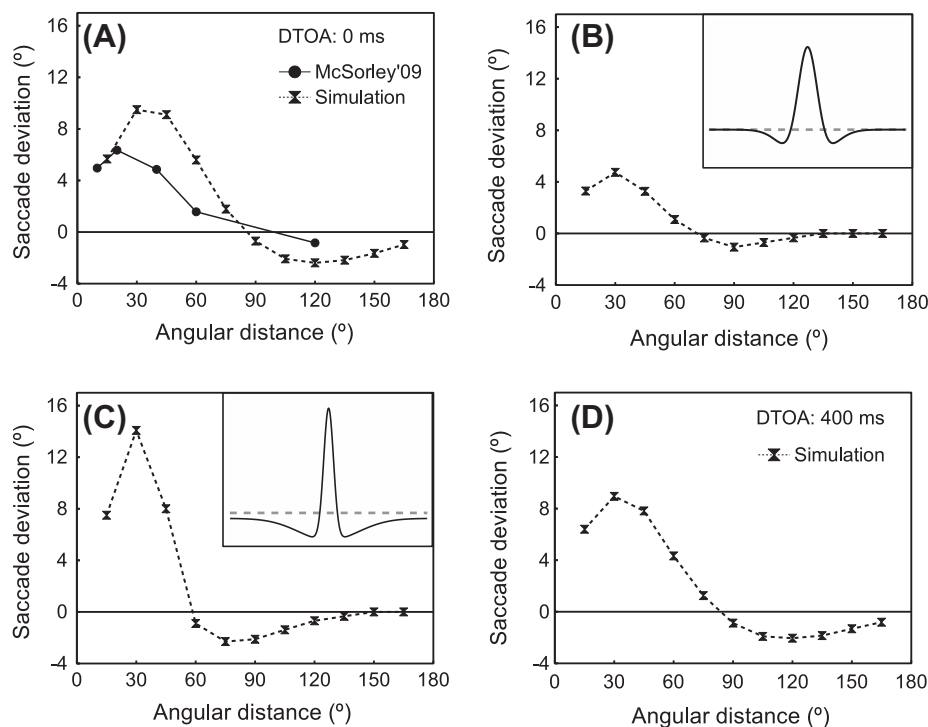 (A)
DTOA: 0 ms
McSorley'09
Simulation
Saccade deviation (º)
16
12
8
4
0
−4
0 30 60 90 120 150 180
Angular distance (º)
(B)
Saccade deviation (º)
16
12
8
4
0
−4
0 30 60 90 120 150 180
Angular distance (º)
(C)
Saccade deviation (º)
16
12
8
4
0
−4
0 30 60 90 120 150 180
Angular distance (º)
(D)
DTOA: 400 ms
Simulation
Saccade deviation (º)
16
12
8
4
0
−4
0 30 60 90 120 150 180
Angular distance (º)